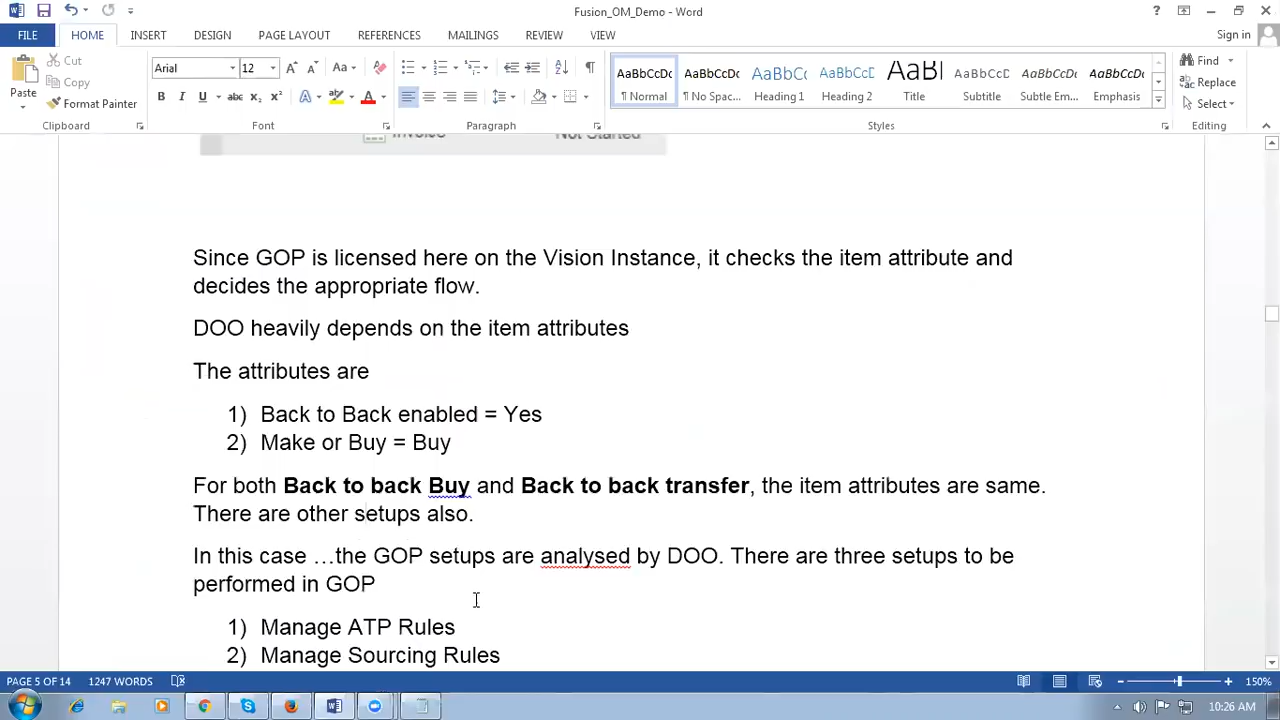 Fusion_OM_Demo - Word
FILE
HOME
INSERT
DESIGN
PAGE LAYOUT
REFERENCES
MAILINGS
REVIEW
VIEW
Sign in
Paste
Cut
Copy
Format Painter
Clipboard
Arial
12
Font
Paragraph
AaBbCcDc
¶ Normal
AaBbCcDc
¶ No Spac...
AaBbCc
Heading 1
AaBbCcC
Heading 2
Title
AaBbCcC
Subtitle
AaBbCcDc
Subtle Em...
AaBbCcDc
Emphasis
Styles
Find
Replace
Select
Editing
Invoice Not Started
Since GOP is licensed here on the Vision Instance, it checks the item attribute and
decides the appropriate flow.
DOO heavily depends on the item attributes
The attributes are
1) Back to Back enabled = Yes
2) Make or Buy = Buy
For both Back to back Buy and Back to back transfer, the item attributes are same.
There are other setups also.
In this case …the GOP setups are analysed by DOO. There are three setups to be
performed in GOP
1) Manage ATP Rules
2) Manage Sourcing Rules
PAGE 5 OF 14
1247 WORDS
150%
10:26 AM